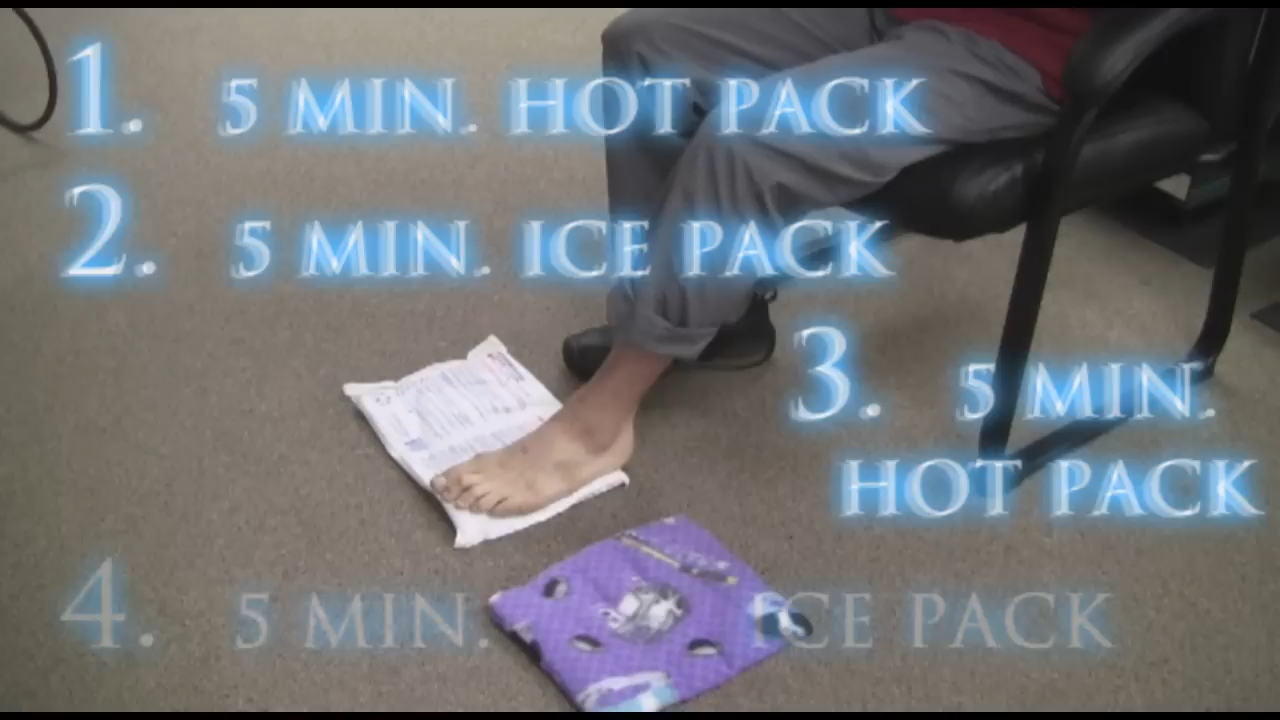 1. 5 MIN. HOT PACK
2. 5 MIN. ICE PACK
3. 5 MIN.
HOT PACK
4. 5 MIN. ICE PACK